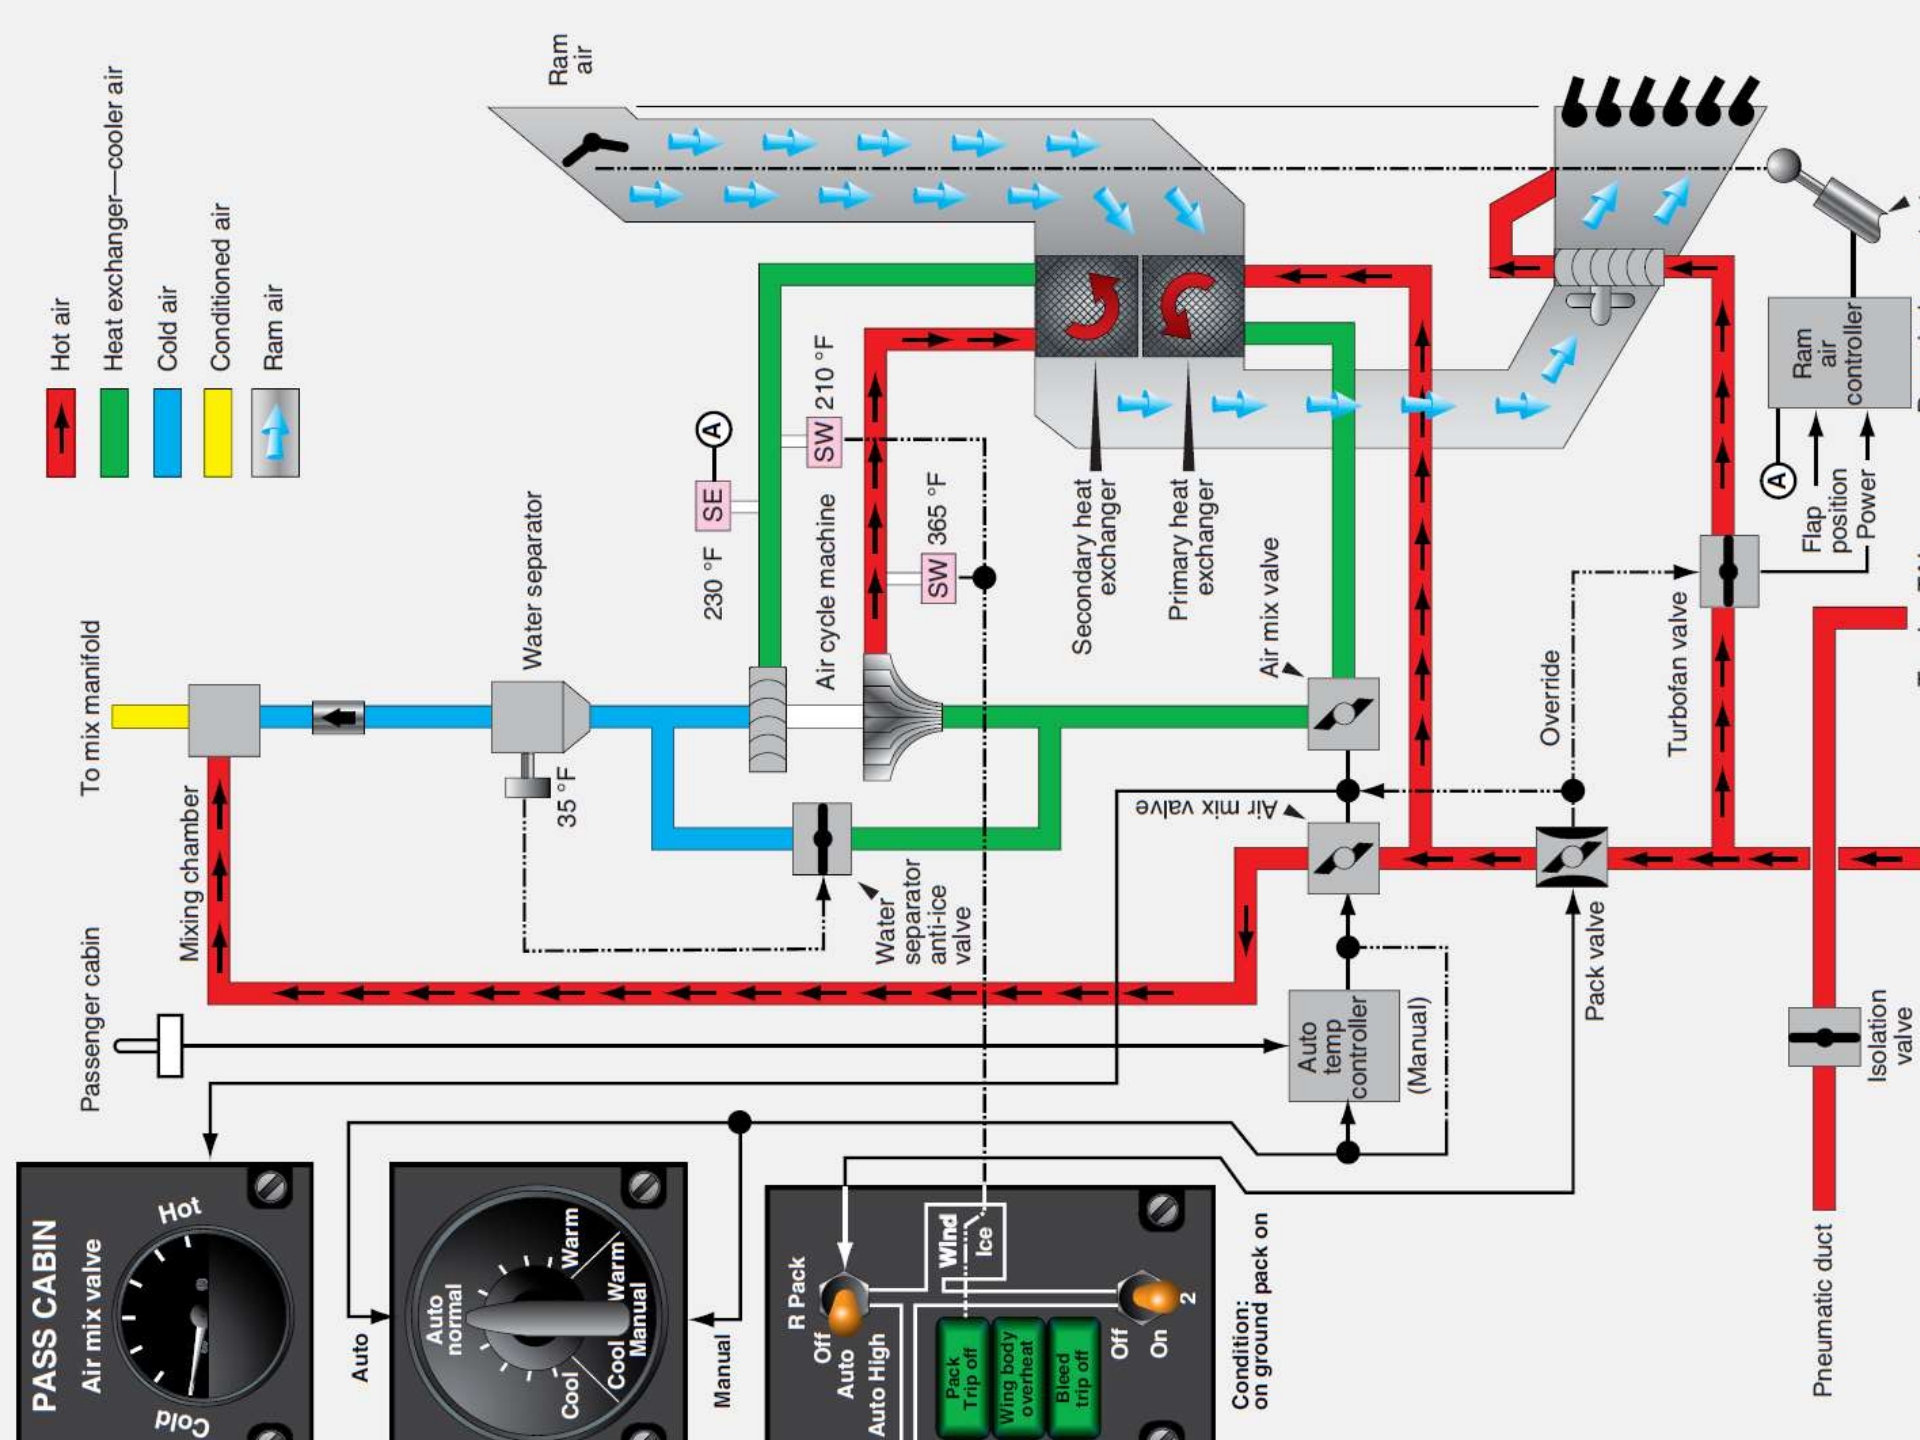 Hot air
Heat exchanger—cooler air
Cold air
Conditioned air
Ram air
Ram
air
To mix manifold
Water separator
35 °F
Mixing chamber
Passenger cabin
230 °F
SE
A
SW
210 °F
Air cycle machine
SW
365 °F
Water
separator
anti-ice
valve
Secondary heat
exchanger
Primary heat
exchanger
Air mix valve
Air mix valve
Override
Turbofan valve
Pack valve
Auto
temp
controller
(Manual)
Ram
air
controller
A
Flap
position
Power
Isolation
valve
Pneumatic duct
PASS CABIN
Air mix valve
Cold
Hot
Auto
Manual
Auto
normal
Cool
Warm
Cool
Warm
Manual
R Pack
Off
Auto
Auto High
Wind
Ice
Pack
Trip off
Wing body
overheat
Bleed
trip off
Off
On
2
Condition:
on ground pack on